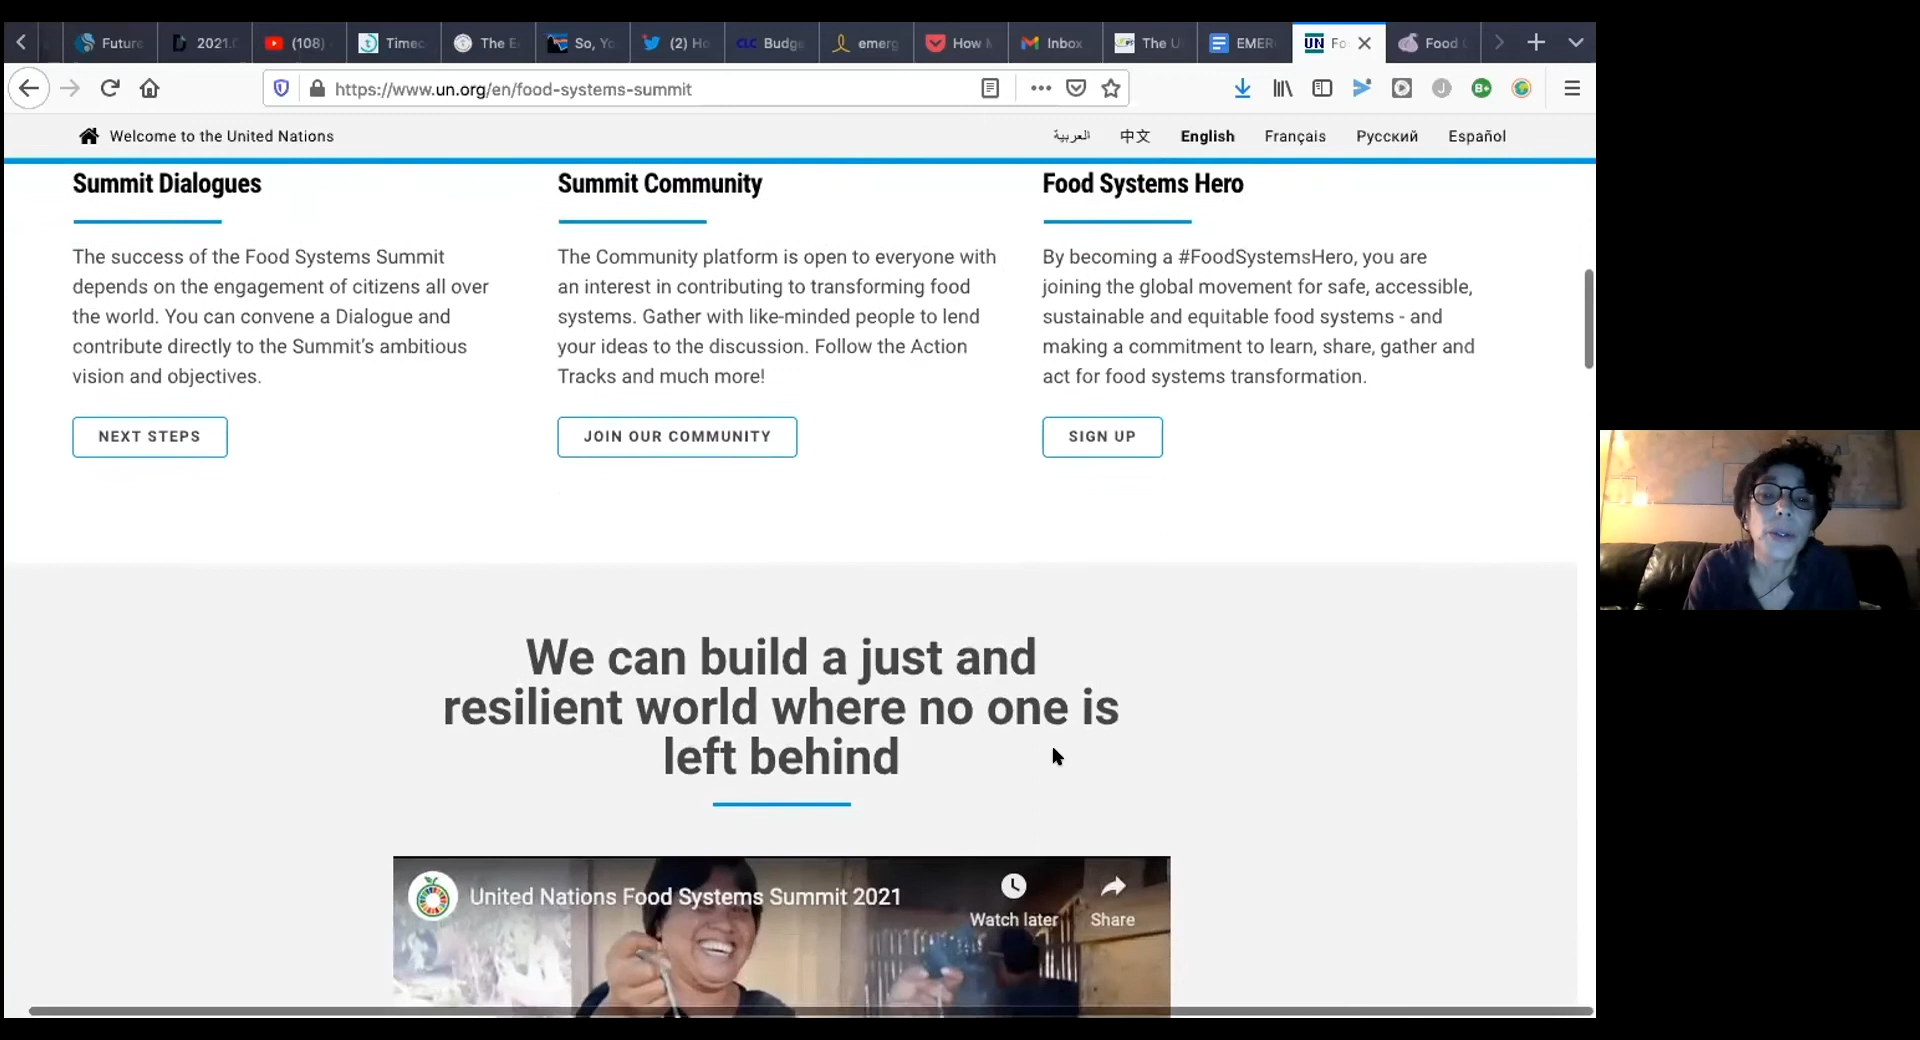 Future
2021.
(108)
Timec
The E
So, Yo
(2) Ho
CLC Budge
emerg
How
Inbox
The U
EMER
UN Fo
Food
https://www.un.org/en/food-systems-summit
J
B+
Welcome to the United Nations
العربية 中文 English Français Русский Español
Summit Dialogues
The success of the Food Systems Summit
depends on the engagement of citizens all over
the world. You can convene a Dialogue and
contribute directly to the Summit's ambitious
vision and objectives.
NEXT STEPS
Summit Community
The Community platform is open to everyone with
an interest in contributing to transforming food
systems. Gather with like-minded people to lend
your ideas to the discussion. Follow the Action
Tracks and much more!
JOIN OUR COMMUNITY
Food Systems Hero
By becoming a #FoodSystemsHero, you are
joining the global movement for safe, accessible,
sustainable and equitable food systems - and
making a commitment to learn, share, gather and
act for food systems transformation.
SIGN UP
We can build a just and
resilient world where no one is
left behind
United Nations Food Systems Summit 2021
Watch later
Share